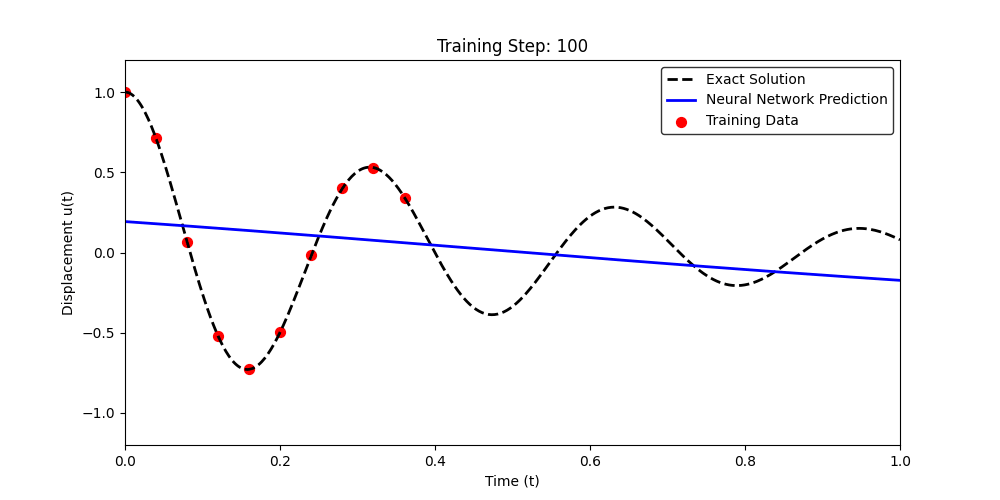 Training Step: 100
Exact Solution
Neural Network Prediction
Training Data
1.0
0.5
0.0
−0.5
−1.0
Displacement u(t)
0.0 0.2 0.4 0.6 0.8 1.0
Time (t)